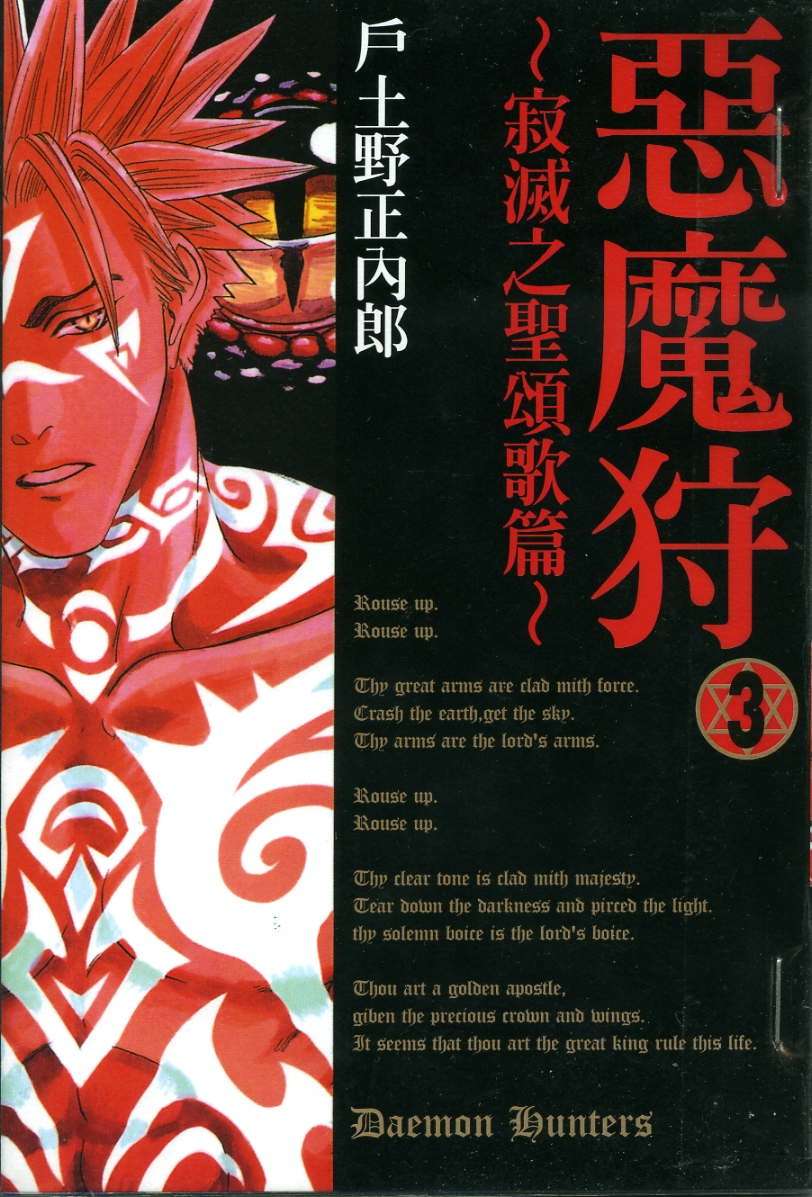 惡魔狩
～寂滅之聖頌歌篇～
3
戶土野正內郎
Rouse up.
Rouse up.
Thy great arms are clad mith force.
Crash the earth,get the sky.
Thy arms are the lord's arms.
Rouse up.
Rouse up.
Thy clear tone is clad mith majesty.
Tear down the darkness and pirced the light.
thy solemn boice is the lord's boice.
Thou art a golden apostle,
giben the precious crown and wings.
It seems that thou art the great king rule this life.
Daemon Hunters